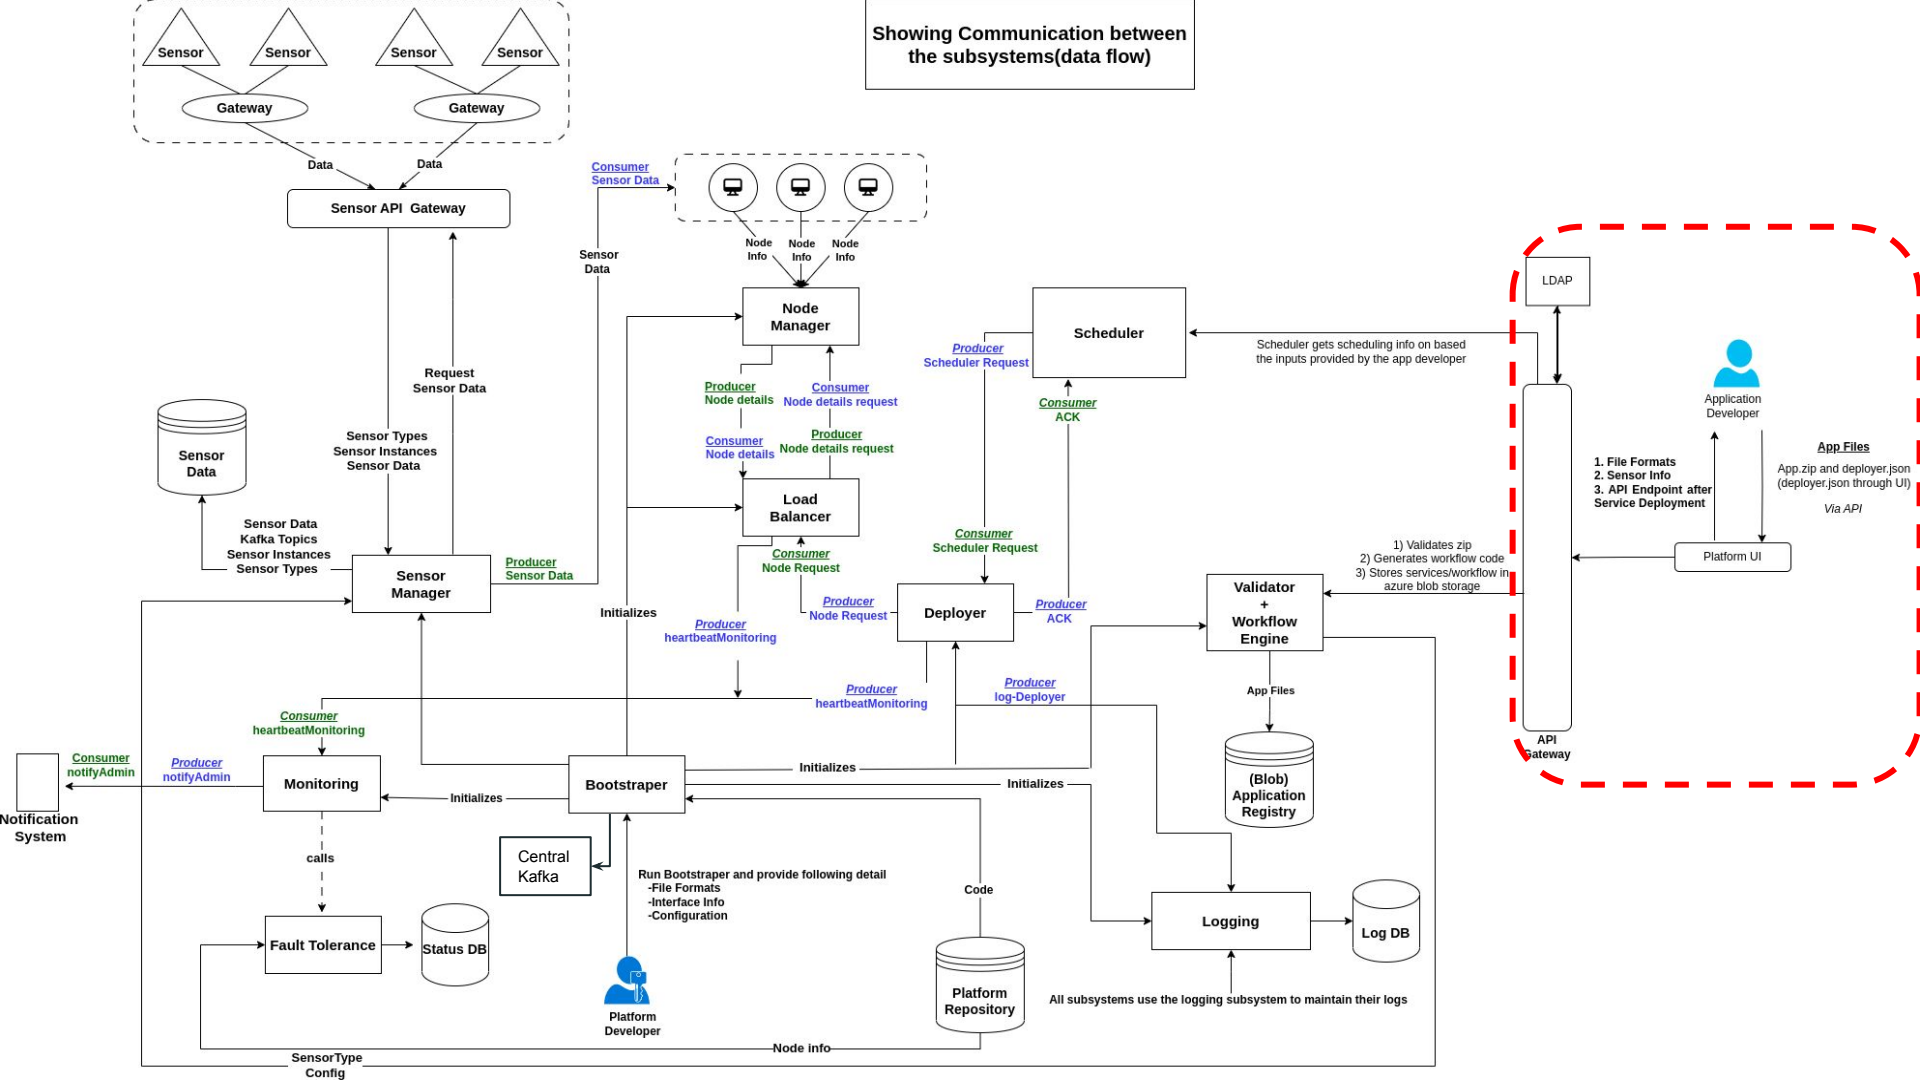 Showing Communication between
the subsystems(data flow)
Sensor
Sensor
Sensor
Sensor
Gateway
Gateway
Data
Data
Sensor API  Gateway
Consumer
Sensor Data
Sensor
Data
Node
Info
Node
Info
Node
Info
Node
Manager
Producer
Node details
Consumer
Node details request
Consumer
Node details
Producer
Node details request
Load
Balancer
Consumer
Node Request
Producer
Node Request
Request
Sensor Data
Sensor Types
Sensor Instances
Sensor Data
Sensor
Data
Sensor Data
Kafka Topics
Sensor Instances
Sensor Types
Sensor
Manager
Producer
Sensor Data
Initializes
Producer
heartbeatMonitoring
Scheduler
Producer
Scheduler Request
Consumer
ACK
Consumer
Scheduler Request
Deployer
Producer
ACK
Producer
heartbeatMonitoring
Producer
log-Deployer
Scheduler gets scheduling info on based
the inputs provided by the app developer
LDAP
Application
Developer
1. File Formats
2. Sensor Info
3. API Endpoint after
Service Deployment
App Files
App.zip and deployer.json
(deployer.json through UI)
Via API
Platform UI
API
Gateway
1) Validates zip
2) Generates workflow code
3) Stores services/workflow in
azure blob storage
Validator
+
Workflow
Engine
App Files
(Blob)
Application
Registry
Consumer
heartbeatMonitoring
Consumer
notifyAdmin
Producer
notifyAdmin
Notification
System
Monitoring
Initializes
Bootstraper
Initializes
Initializes
calls
Central
Kafka
Run Bootstraper and provide following detail
-File Formats
-Interface Info
-Configuration
Code
Fault Tolerance
Status DB
Platform
Developer
Platform
Repository
Logging
Log DB
All subsystems use the logging subsystem to maintain their logs
Node info
SensorType
Config